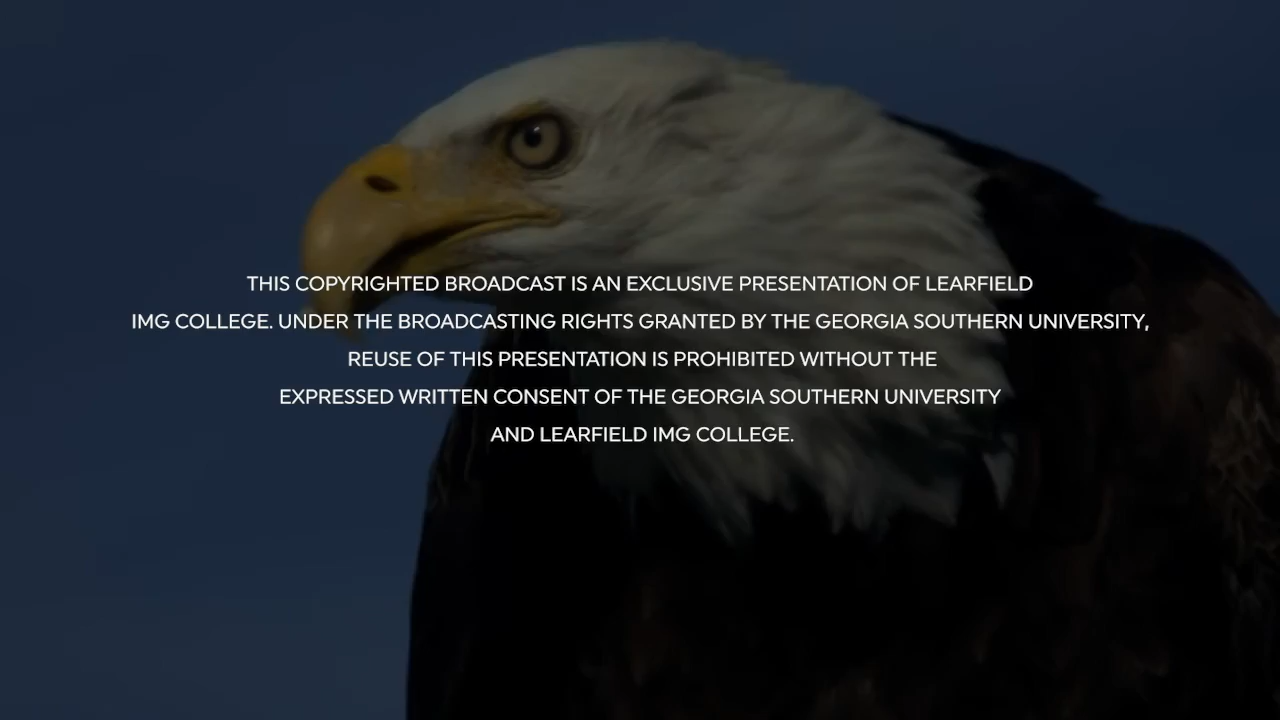 THIS COPYRIGHTED BROADCAST IS AN EXCLUSIVE PRESENTATION OF LEARFIELD
IMG COLLEGE. UNDER THE BROADCASTING RIGHTS GRANTED BY THE GEORGIA SOUTHERN UNIVERSITY,
REUSE OF THIS PRESENTATION IS PROHIBITED WITHOUT THE
EXPRESSED WRITTEN CONSENT OF THE GEORGIA SOUTHERN UNIVERSITY
AND LEARFIELD IMG COLLEGE.